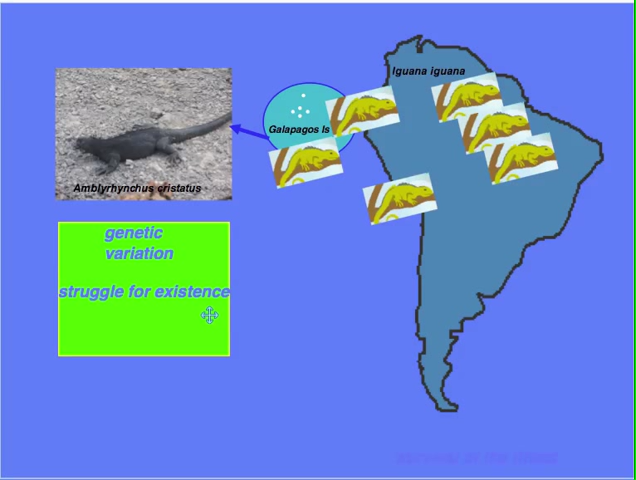 Iguana iguana
Galapagos Is
Amblyrhynchus cristatus
genetic
variation
struggle for existence